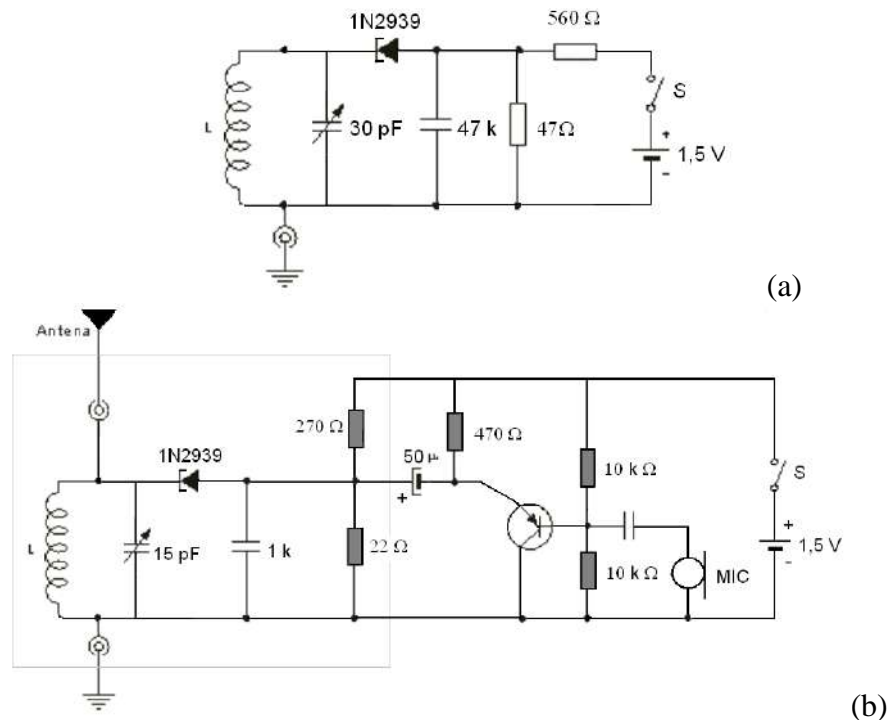 1N2939
560 Ω
L
30 pF
47 k
47Ω
S
+
1,5 V
-
(a)
Antena
1N2939
270 Ω
50 µ
+
470 Ω
10 kΩ
S
L
15 pF
1 k
22 Ω
10 kΩ
MIC
+
1,5 V
-
(b)